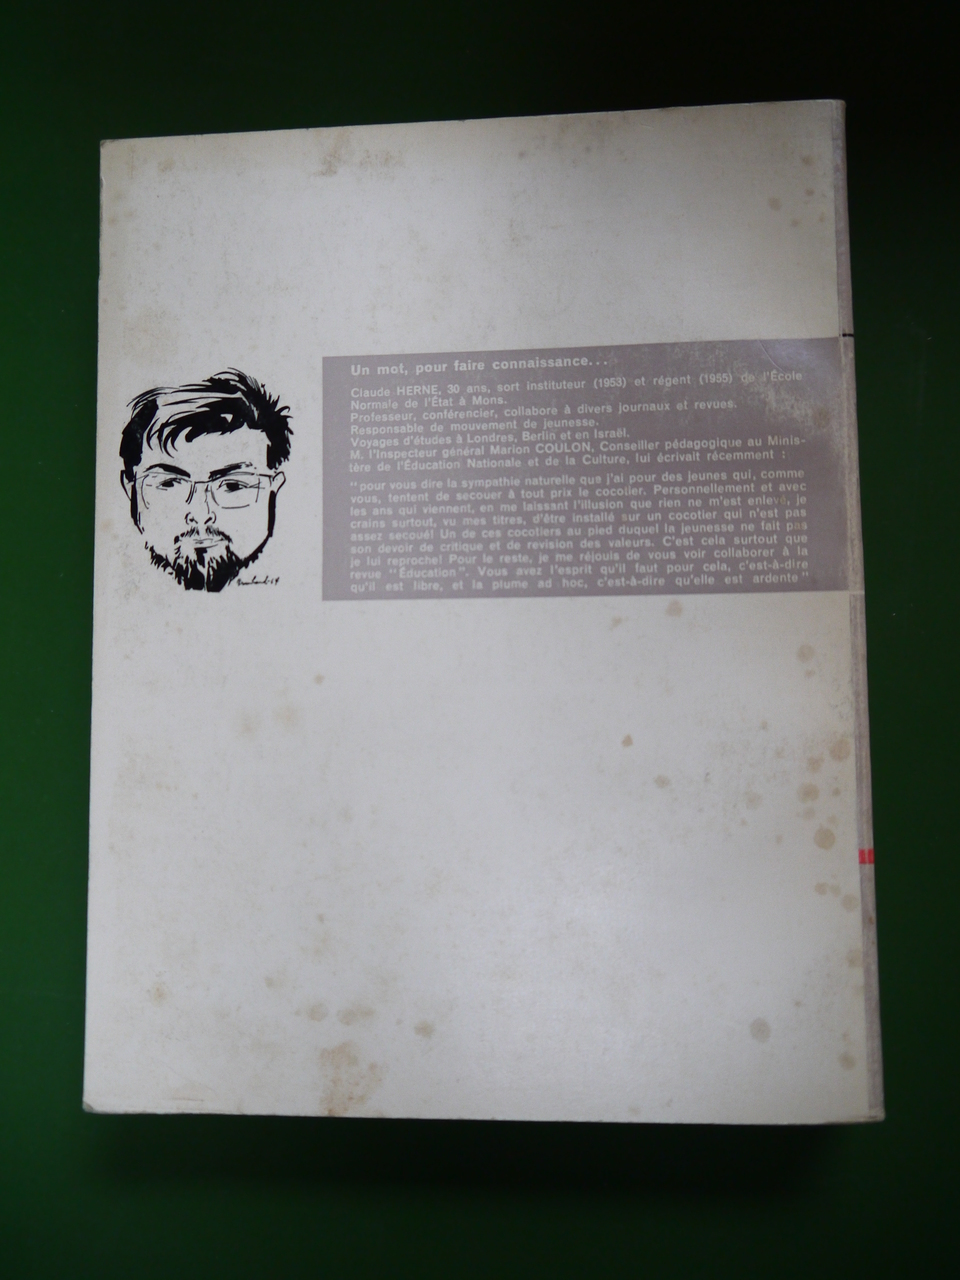 Un mot, pour faire connaissance...
Claude HERNE, 30 ans, sort instituteur (1953) et régent (1955) de l'École
Normale de l'État à Mons.
Professeur, conférencier, collabore à divers journaux et revues.
Responsable de mouvement de jeunesse.
Voyages d'études à Londres, Berlin et en Israël.
M. l'Inspecteur général Marion COULON, Conseiller pédagogique au Minis-
tère de l'Éducation Nationale et de la Culture, lui écrivait récemment :
"pour vous dire la sympathie naturelle que j'ai pour des jeunes qui, comme
vous, tentent de secouer à tout prix le cocotier. Personnellement et avec
les ans qui viennent, en me laissant l'illusion que rien ne m'est enlevé, je
crains surtout, vu mes titres, d'être installé sur un cocotier qui n'est pas
assez secoué! Un de ces cocotiers au pied duquel la jeunesse ne fait pas
son devoir de critique et de revision des valeurs. C'est cela surtout que
je lui reproche! Pour le reste, je me réjouis de vous voir collaborer à la
revue "Éducation". Vous avez l'esprit qu'il faut pour cela, c'est-à-dire
qu'il est libre, et la plume ad hoc, c'est-à-dire qu'elle est ardente"